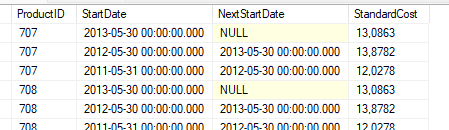 ProductID StartDate NextStartDate StandardCost
707 2013-05-30 00:00:00.000 NULL 13,0863
707 2012-05-30 00:00:00.000 2013-05-30 00:00:00.000 13,8782
707 2011-05-31 00:00:00.000 2012-05-30 00:00:00.000 12,0278
708 2013-05-30 00:00:00.000 NULL 13,0863
708 2012-05-30 00:00:00.000 2013-05-30 00:00:00.000 13,8782
708 2011-05-31 00:00:00.000 2012-05-30 00:00:00.000 12,0278